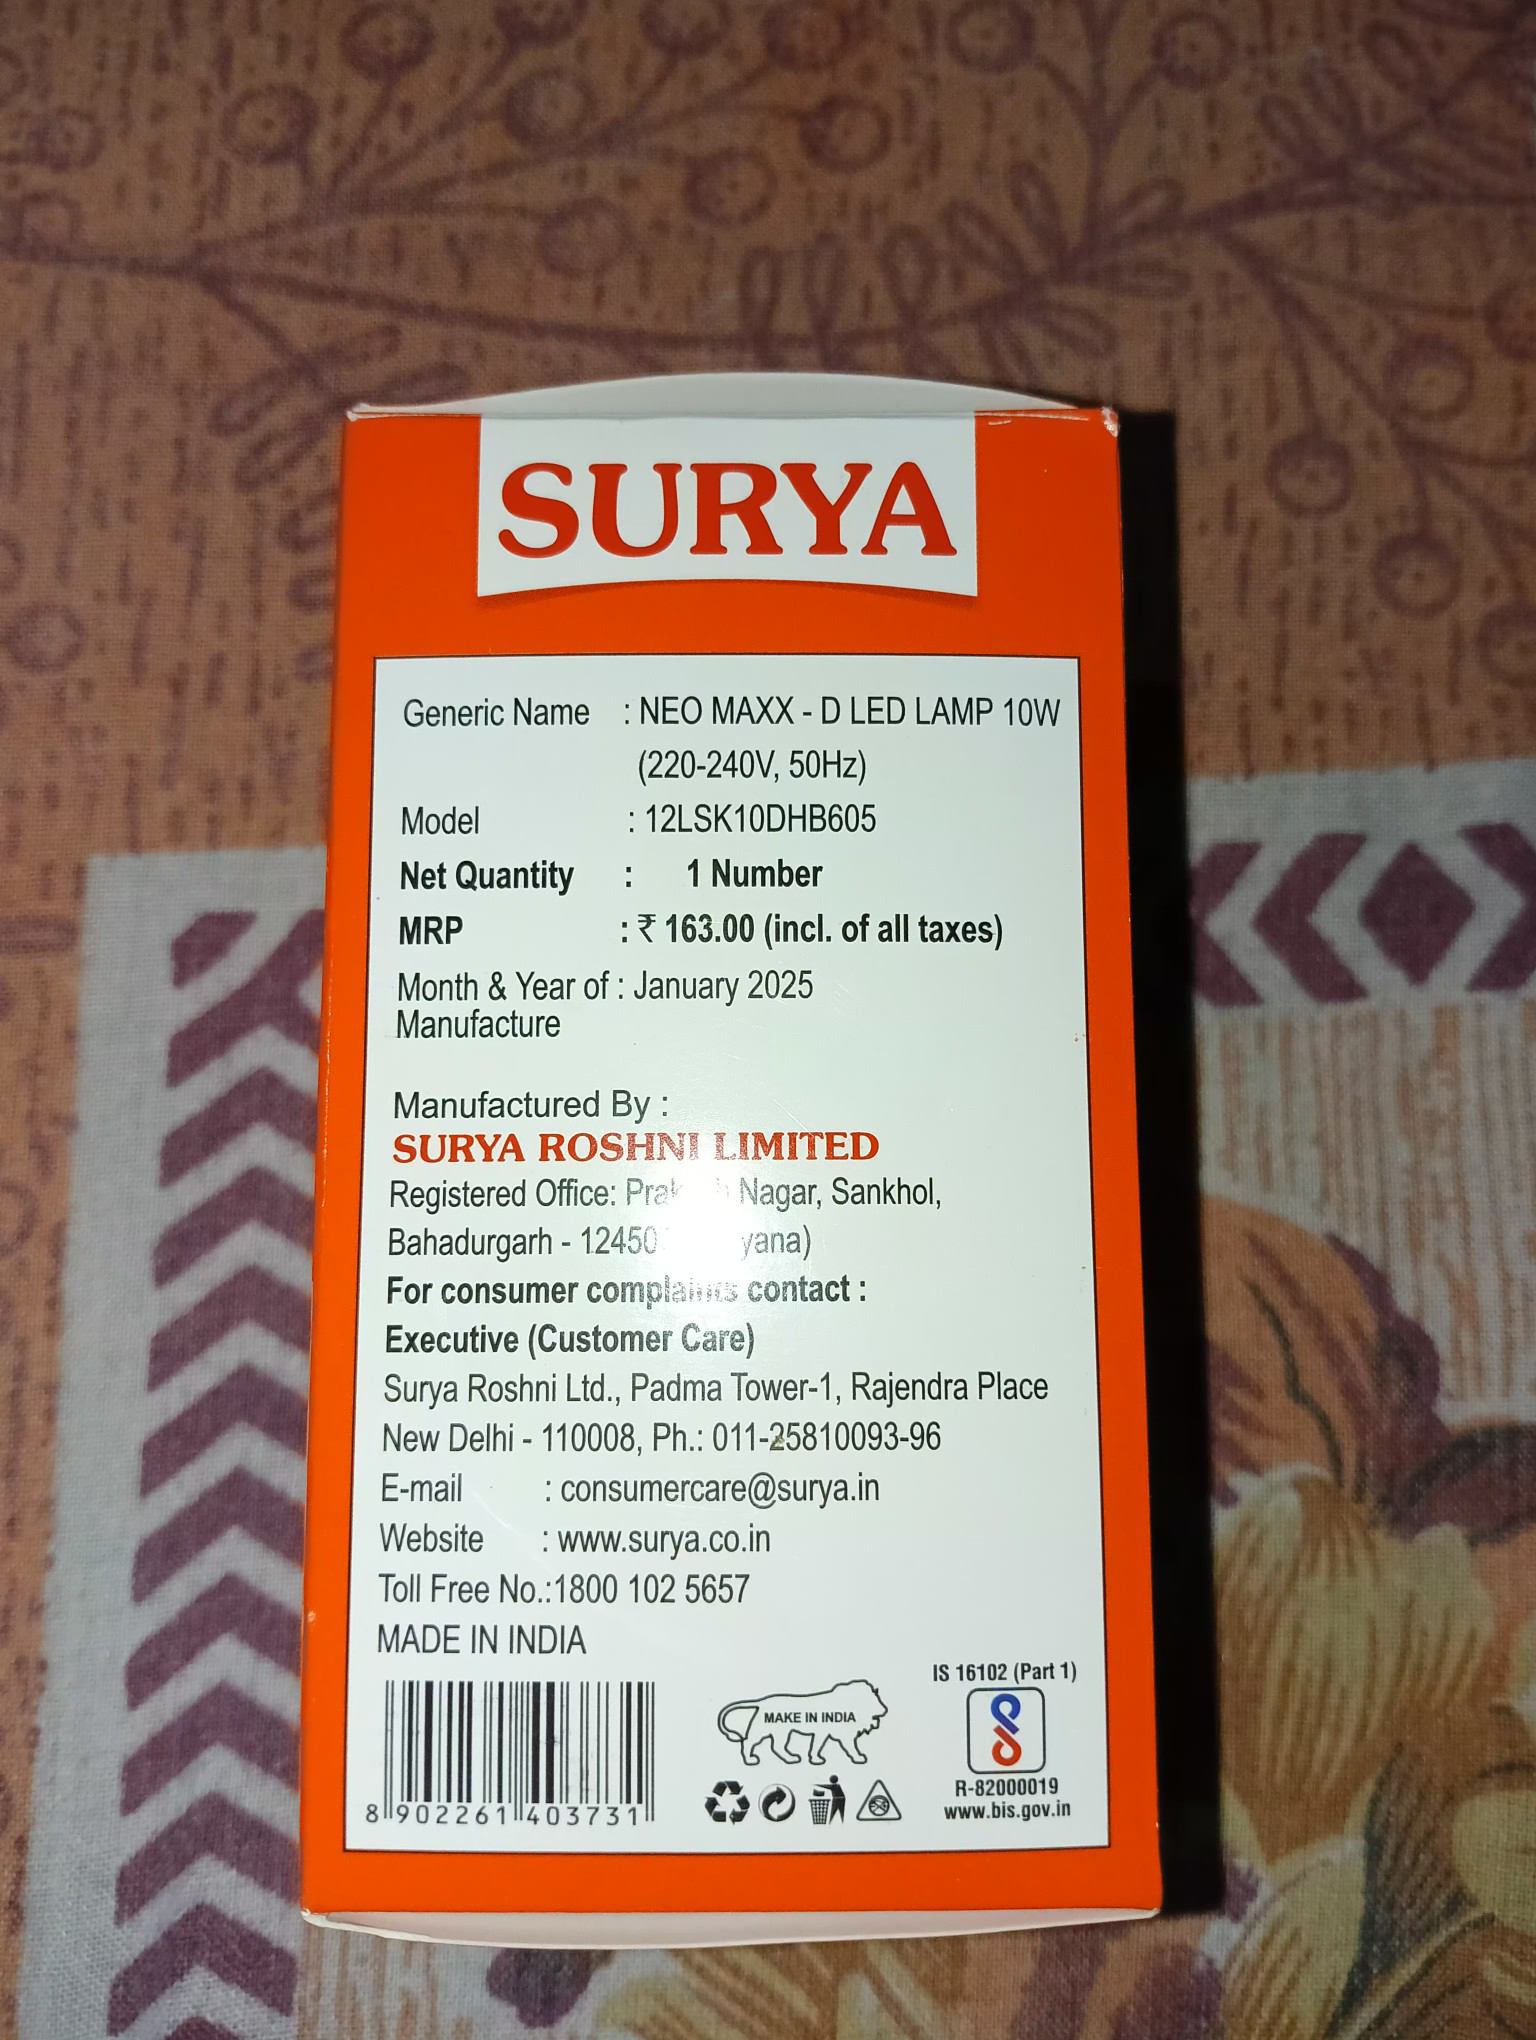 SURYA
Generic Name : NEO MAXX - D LED LAMP 10W
(220-240V, 50Hz)
Model : 12LSK10DHB605
Net Quantity : 1 Number
MRP : ₹ 163.00 (incl. of all taxes)
Month & Year of : January 2025
Manufacture
Manufactured By :
SURYA ROSHNI LIMITED
Registered Office: Nagar, Sankhol,
Bahadurgarh -
For consumer complaints contact :
Executive (Customer Care)
Surya Roshni Ltd., Padma Tower-1, Rajendra Place
New Delhi - 110008, Ph.: 011-25810093-96
E-mail : consumercare@surya.in
Website : www.surya.co.in
Toll Free No.:1800 102 5657
MADE IN INDIA
IS 16102 (Part 1)
MAKE IN INDIA
R-82000019
www.bis.gov.in
8 902261 403731